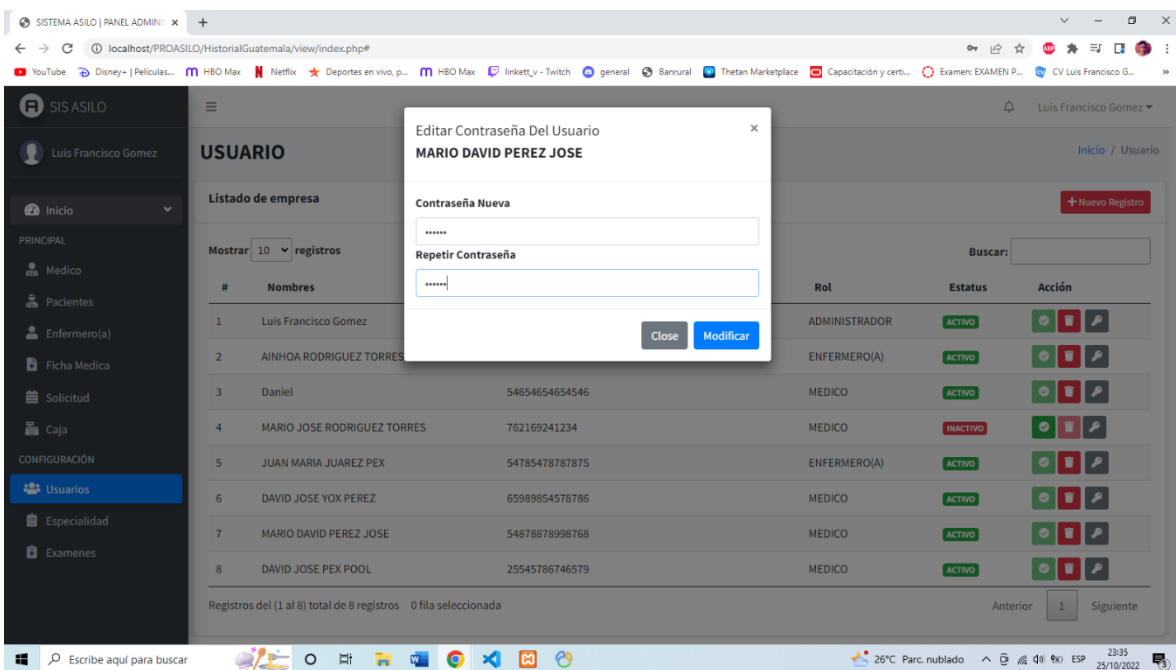 SISTEMA ASILO | PANEL ADMINI
localhost/PROASILO/HistorialGuatemala/view/index.php#
YouTube Disney+ | Películas... HBO Max Netflix Deportes en vivo, p... HBO Max linkett_v - Twitch general Banrural Thetan Marketplace Capacitación y certi... Examen: EXAMEN P... CV Luis Francisco G... »
SIS ASILO
Luis Francisco Gomez
Luis Francisco Gomez
Inicio
PRINCIPAL
Medico
Pacientes
Enfermero(a)
Ficha Medica
Solicitud
Caja
CONFIGURACIÓN
Usuarios
Especialidad
Examenes
USUARIO
Inicio / Usuario
Listado de empresa
+ Nuevo Registro
Mostrar 10 registros
Buscar:
# Nombres Rol Estatus Acción
1 Luis Francisco Gomez ADMINISTRADOR ACTIVO
2 AINHOA RODRIGUEZ TORRES ENFERMERO(A) ACTIVO
3 Daniel 54654654654546 MEDICO ACTIVO
4 MARIO JOSE RODRIGUEZ TORRES 762169241234 MEDICO INACTIVO
5 JUAN MARIA JUAREZ PEX 54785478787875 ENFERMERO(A) ACTIVO
6 DAVID JOSE YOX PEREZ 65989854578786 MEDICO ACTIVO
7 MARIO DAVID PEREZ JOSE 54878878998768 MEDICO ACTIVO
8 DAVID JOSE PEX POOL 25545786746579 MEDICO ACTIVO
Registros del (1 al 8) total de 8 registros 0 fila seleccionada
Anterior 1 Siguiente
Editar Contraseña Del Usuario ×
MARIO DAVID PEREZ JOSE
Contraseña Nueva
••••••
Repetir Contraseña
••••••
Close Modificar
Escribe aquí para buscar
26°C Parc. nublado ESP 23:35
25/10/2022